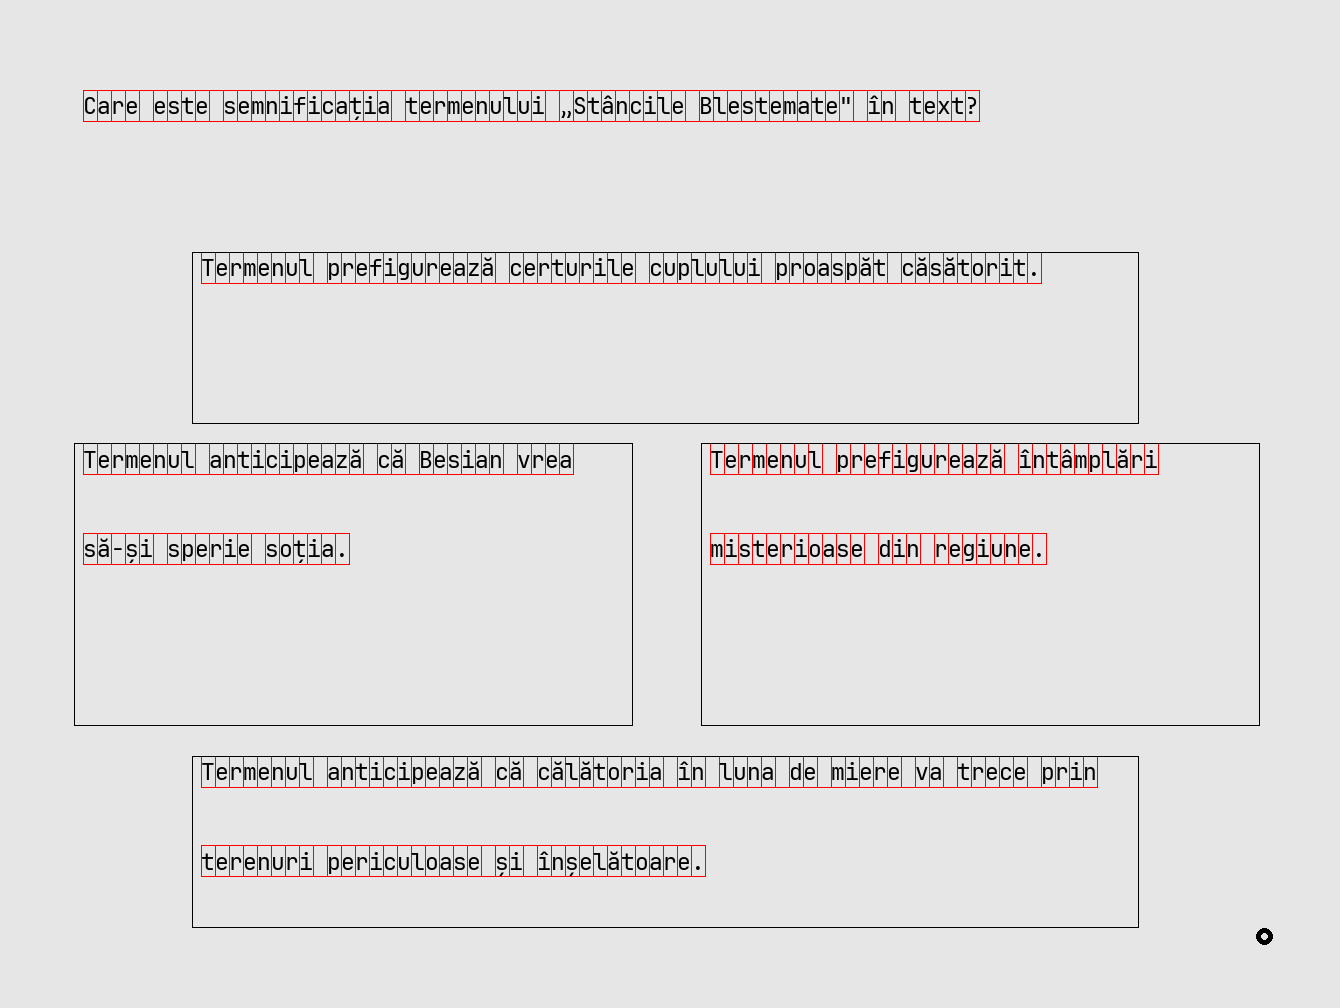 Care este semnificația termenului „Stâncile Blestemate" în text?
Termenul prefigurează certurile cuplului proaspăt căsătorit.
Termenul anticipează că Besian vrea
să-și sperie soția.
Termenul prefigurează întâmplări
misterioase din regiune.
Termenul anticipează că călătoria în luna de miere va trece prin
terenuri periculoase și înșelătoare.